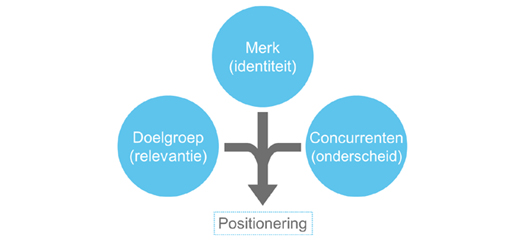 Merk
(identiteit)
Doelgroep
(relevantie)
Concurrenten
(onderscheid)
Positionering